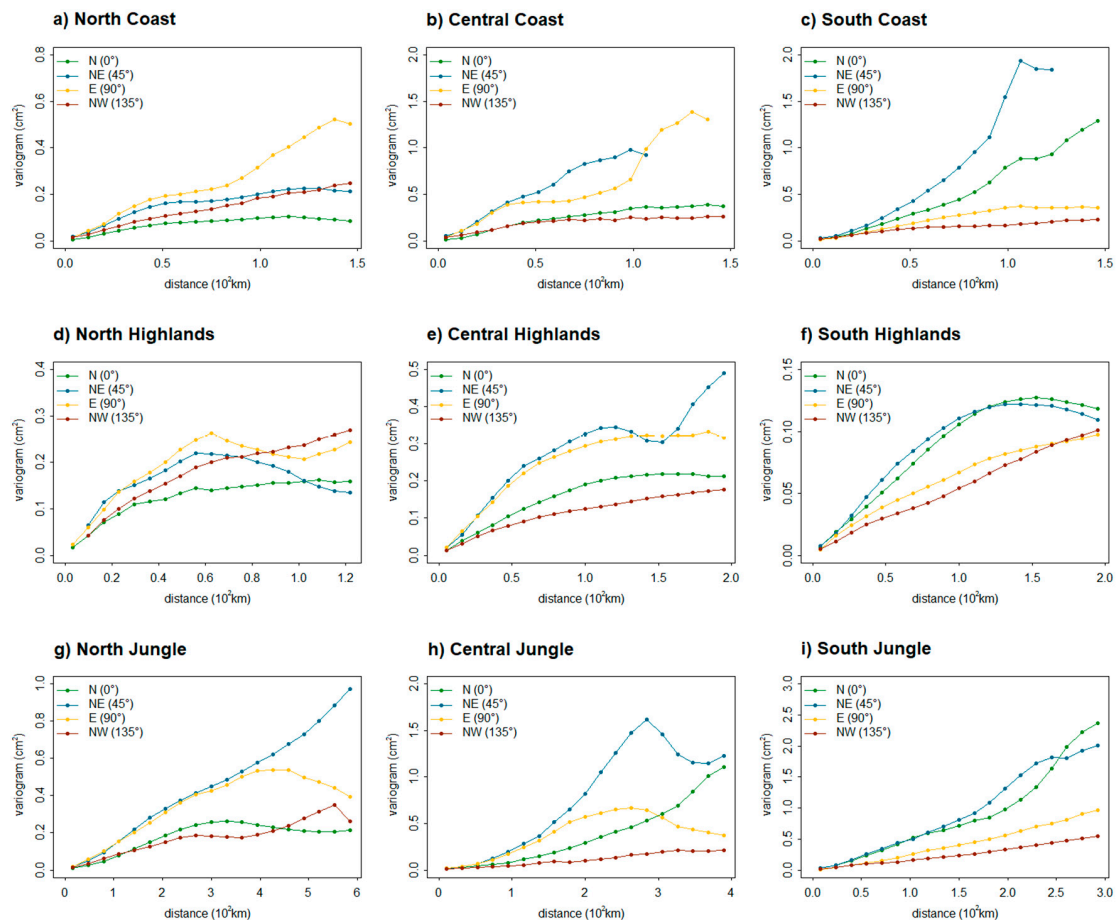 a) North Coast
variogram (cm²)
0.8
0.6
0.4
0.2
0.0
N (0°)
NE (45°)
E (90°)
NW (135°)
0.0 0.5 1.0 1.5
distance (10²km)
b) Central Coast
variogram (cm²)
2.0
1.5
1.0
0.5
0.0
N (0°)
NE (45°)
E (90°)
NW (135°)
0.0 0.5 1.0 1.5
distance (10²km)
c) South Coast
variogram (cm²)
2.0
1.5
1.0
0.5
0.0
N (0°)
NE (45°)
E (90°)
NW (135°)
0.0 0.5 1.0 1.5
distance (10²km)
d) North Highlands
variogram (cm²)
0.4
0.3
0.2
0.1
0.0
N (0°)
NE (45°)
E (90°)
NW (135°)
0.0 0.2 0.4 0.6 0.8 1.0 1.2
distance (10²km)
e) Central Highlands
variogram (cm²)
0.5
0.4
0.3
0.2
0.1
0.0
N (0°)
NE (45°)
E (90°)
NW (135°)
0.0 0.5 1.0 1.5 2.0
distance (10²km)
f) South Highlands
variogram (cm²)
0.15
0.10
0.05
0.00
N (0°)
NE (45°)
E (90°)
NW (135°)
0.0 0.5 1.0 1.5 2.0
distance (10²km)
g) North Jungle
variogram (cm²)
1.0
0.8
0.6
0.4
0.2
0.0
N (0°)
NE (45°)
E (90°)
NW (135°)
0 1 2 3 4 5 6
distance (10²km)
h) Central Jungle
variogram (cm²)
2.0
1.5
1.0
0.5
0.0
N (0°)
NE (45°)
E (90°)
NW (135°)
0 1 2 3 4
distance (10²km)
i) South Jungle
variogram (cm²)
3.0
2.5
2.0
1.5
1.0
0.5
0.0
N (0°)
NE (45°)
E (90°)
NW (135°)
0.0 0.5 1.0 1.5 2.0 2.5 3.0
distance (10²km)